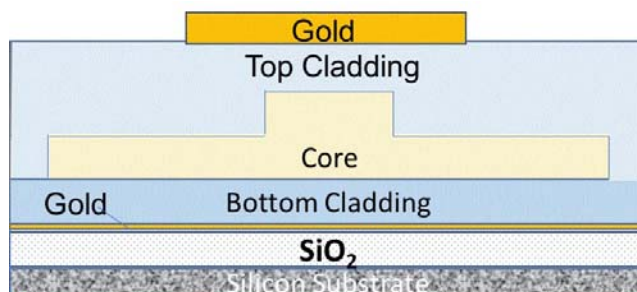 Gold
Top Cladding
Core
Gold
Bottom Cladding
SiO₂
Silicon Substrate